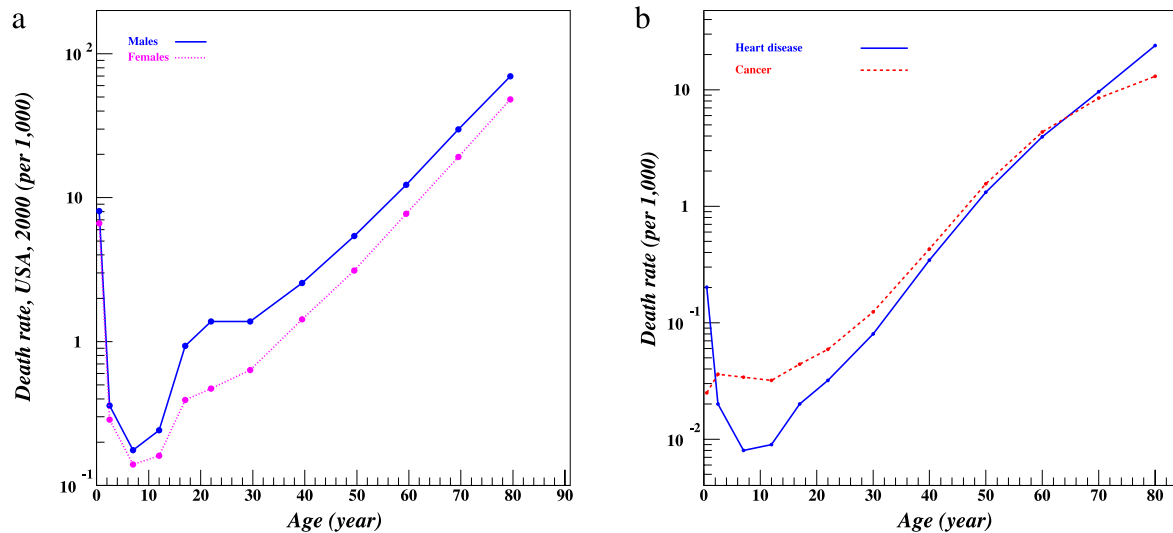 a
Death rate, USA, 2000 (per 1,000)
Males
Females
10 2
10
1
10 -1
0 10 20 30 40 50 60 70 80 90
Age (year)
b
Death rate (per 1,000)
Heart disease
Cancer
10
1
10 -1
10 -2
0 10 20 30 40 50 60 70 80
Age (year)